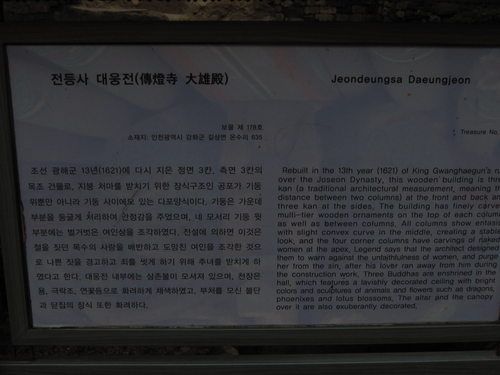 전등사 대웅전(傳燈寺 大雄殿)
보물 제 178호
소재지: 인천광역시 강화군 길상면 온수리 635
조선 광해군 13년(1621)에 다시 지은 정면 3칸, 측면 3칸의
목조 건물로, 지붕 처마를 받치기 위한 장식구조인 공포가 기둥
위뿐만 아니라 기둥 사이에도 있는 다포양식이다. 기둥은 가운데
부분을 둥글게 처리하여 안정감을 주었으며, 네 모서리 기둥 윗
부분에는 벌거벗은 여인상을 조각하였다. 전설에 의하면 이것은
절을 짓던 목수의 사랑을 배반하고 도망친 여인을 조각한 것으
로 나쁜 짓을 경고하고 죄를 씻게 하기 위해 추녀를 받치게 하
였다고 한다. 대웅전 내부에는 삼존불이 모셔져 있으며, 천장은
용, 극락조, 연꽃등으로 화려하게 채색하였고, 부처를 모신 불단
과 닫집의 장식 또한 화려하다.
Jeondeungsa Daeungjeon
Treasure No.
Rebuilt in the 13th year (1621) of King Gwanghaegun's
over the Joseon Dynasty, this wooden building is
kan (a traditional architectural measurement, meaning
distance between two columns) at the front and back an
three kan at the sides. The building has finely
multi-tier wooden ornaments on the top of each
as well as between columns. All columns show
with slight convex curve in the middle, creating a
look, and the four corner columns have carvings of
women at the apex. Legend says that the architect designed
them to warn against the unfaithfulness of women, and purge
her from the sin, after his lover ran away from him during
the construction work. Three Buddhas are enshrined in the
hall, which features a lavishly decorated ceiling with bright
colors and sculptures of animals and flowers such as dragons,
phoenixes and lotus blossoms. The altar and the canopy
over it are also exuberantly decorated.